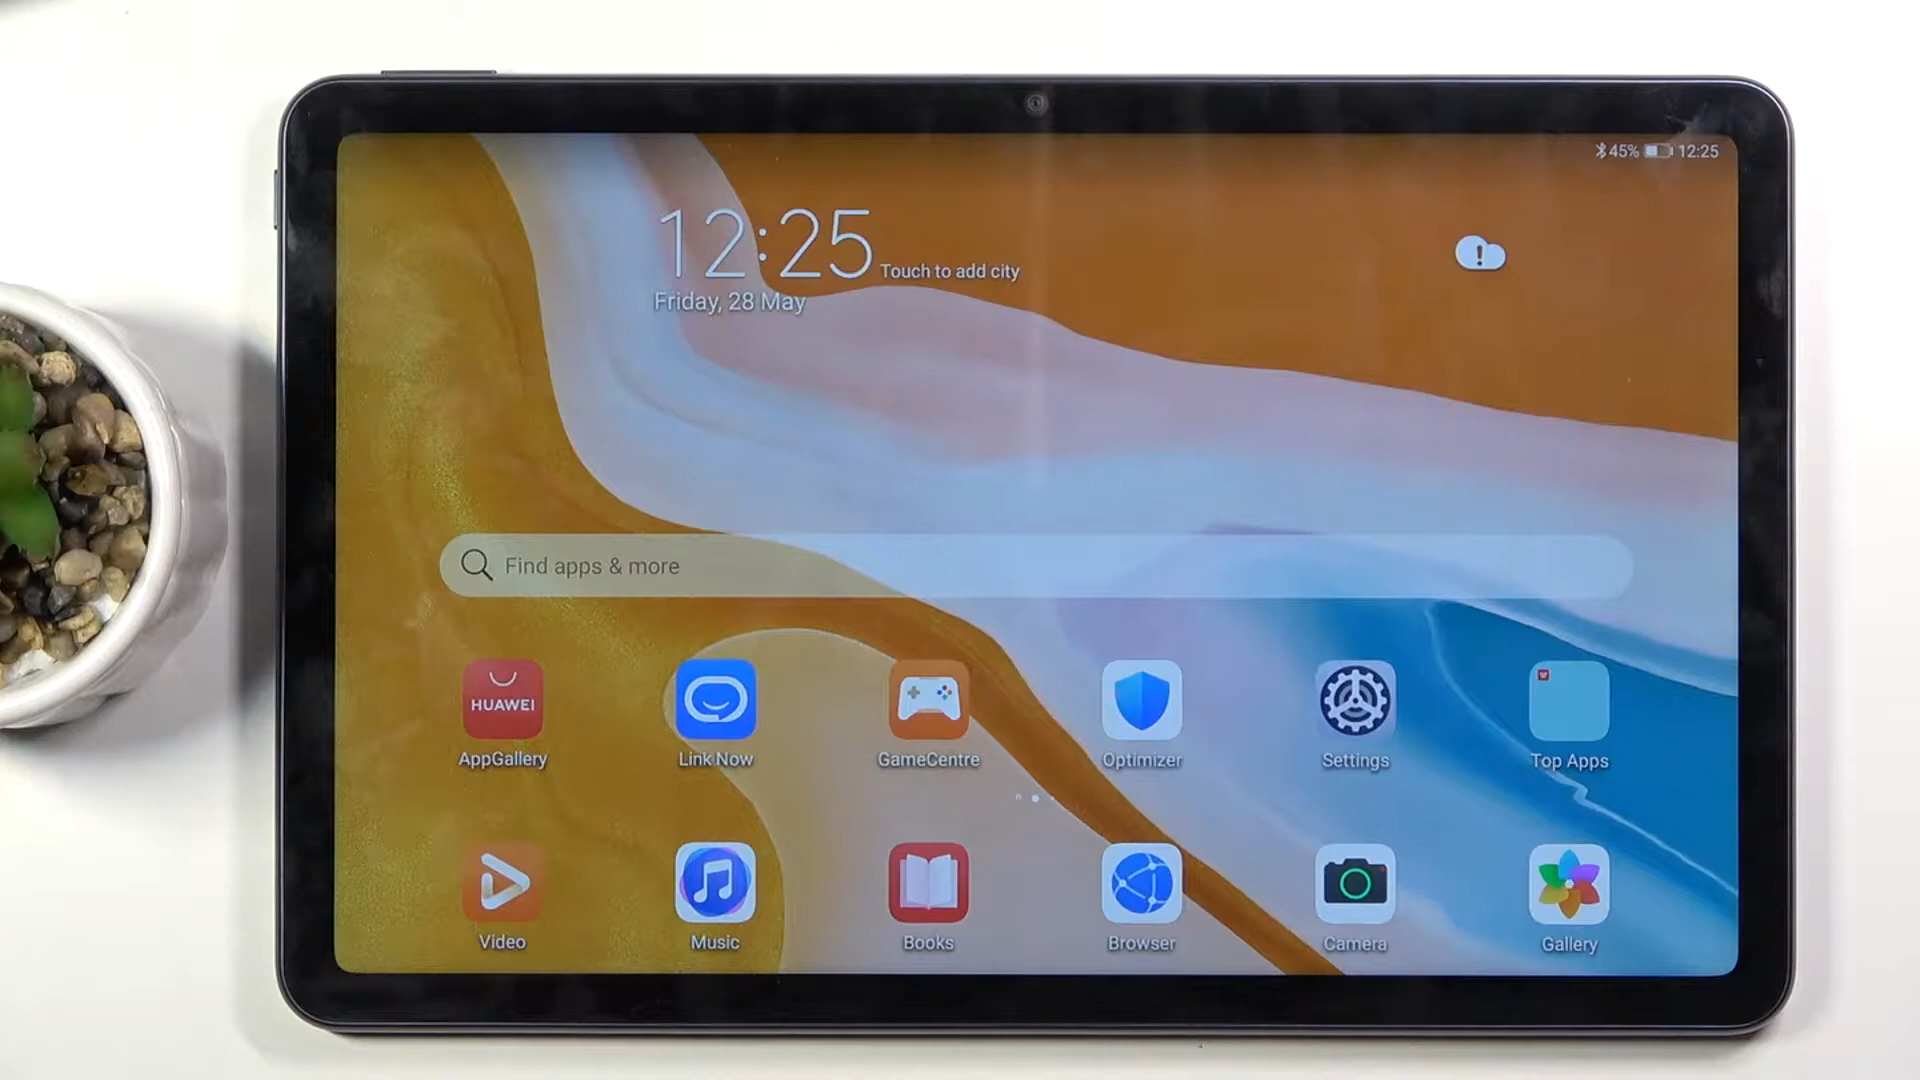 45% 12:25
12:25 Touch to add city
Friday, 28 May
Find apps & more
HUAWEI
AppGallery Link Now GameCentre Optimizer Settings Top Apps
Video Music Books Browser Camera Gallery